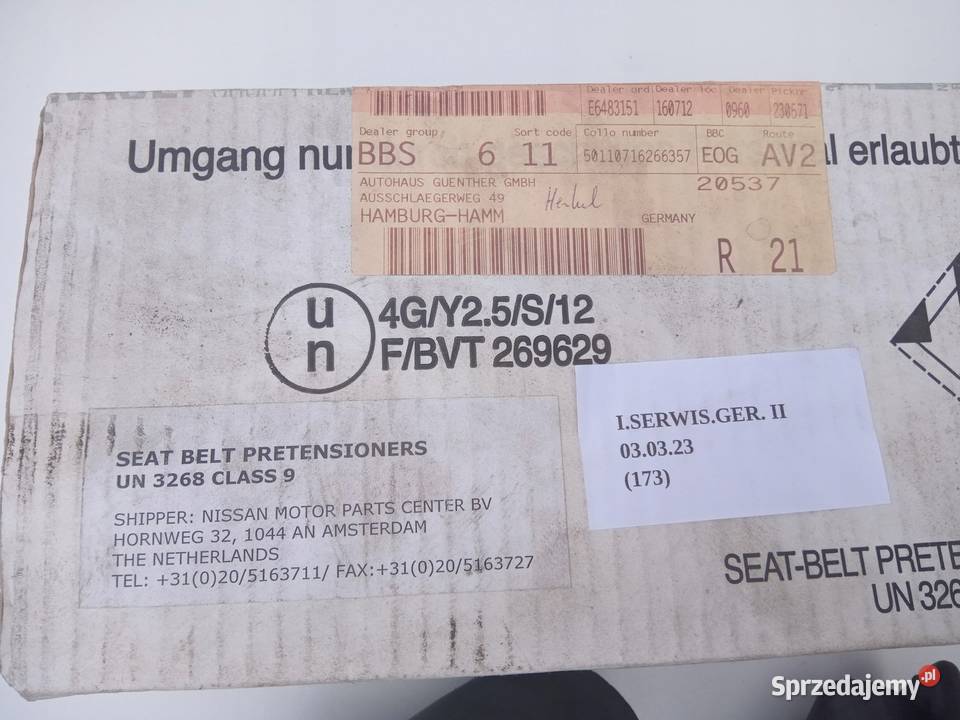 Dealer ord Dealer loc Dealer Picknr
E6483151 160712 0960 230571
Dealer group Sort code Collo number BBC Route
BBS 6 11 50110716266357 EOG AV2
20537
AUTOHAUS GUENTHER GMBH
AUSSCHLAEGERWEG 49
HAMBURG-HAMM GERMANY
R 21
Umgang nur
al erlaubt
u
n
4G/Y2.5/S/12
F/BVT 269629
SEAT BELT PRETENSIONERS
UN 3268 CLASS 9
SHIPPER: NISSAN MOTOR PARTS CENTER BV
HORNWEG 32, 1044 AN AMSTERDAM
THE NETHERLANDS
TEL: +31(0)20/5163711/ FAX:+31(0)20/5163727
I.SERWIS.GER. II
03.03.23
(173)
SEAT-BELT PRETE
UN 326
Sprzedajemy.pl